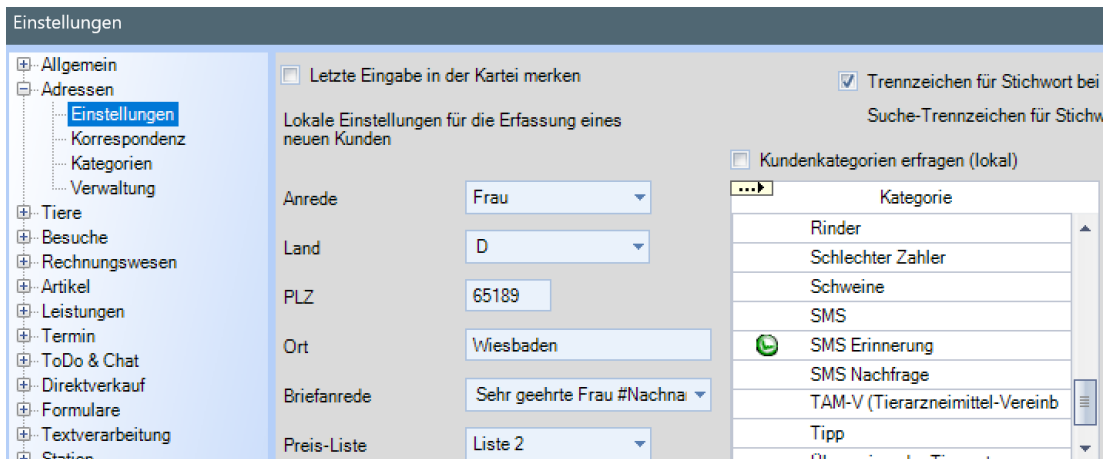 Einstellungen
Allgemein
Adressen
Einstellungen
Korrespondenz
Kategorien
Verwaltung
Tiere
Besuche
Rechnungswesen
Artikel
Leistungen
Termin
ToDo & Chat
Direktverkauf
Formulare
Textverarbeitung
Station
Letzte Eingabe in der Kartei merken
Lokale Einstellungen für die Erfassung eines
neuen Kunden
Anrede Frau
Land D
PLZ 65189
Ort Wiesbaden
Briefanrede Sehr geehrte Frau #Nachna
Preis-Liste Liste 2
Trennzeichen für Stichwort bei
Suche-Trennzeichen für Stichw
Kundenkategorien erfragen (lokal)
Kategorie
Rinder
Schlechter Zahler
Schweine
SMS
SMS Erinnerung
SMS Nachfrage
TAM-V (Tierarzneimittel-Vereinb
Tipp